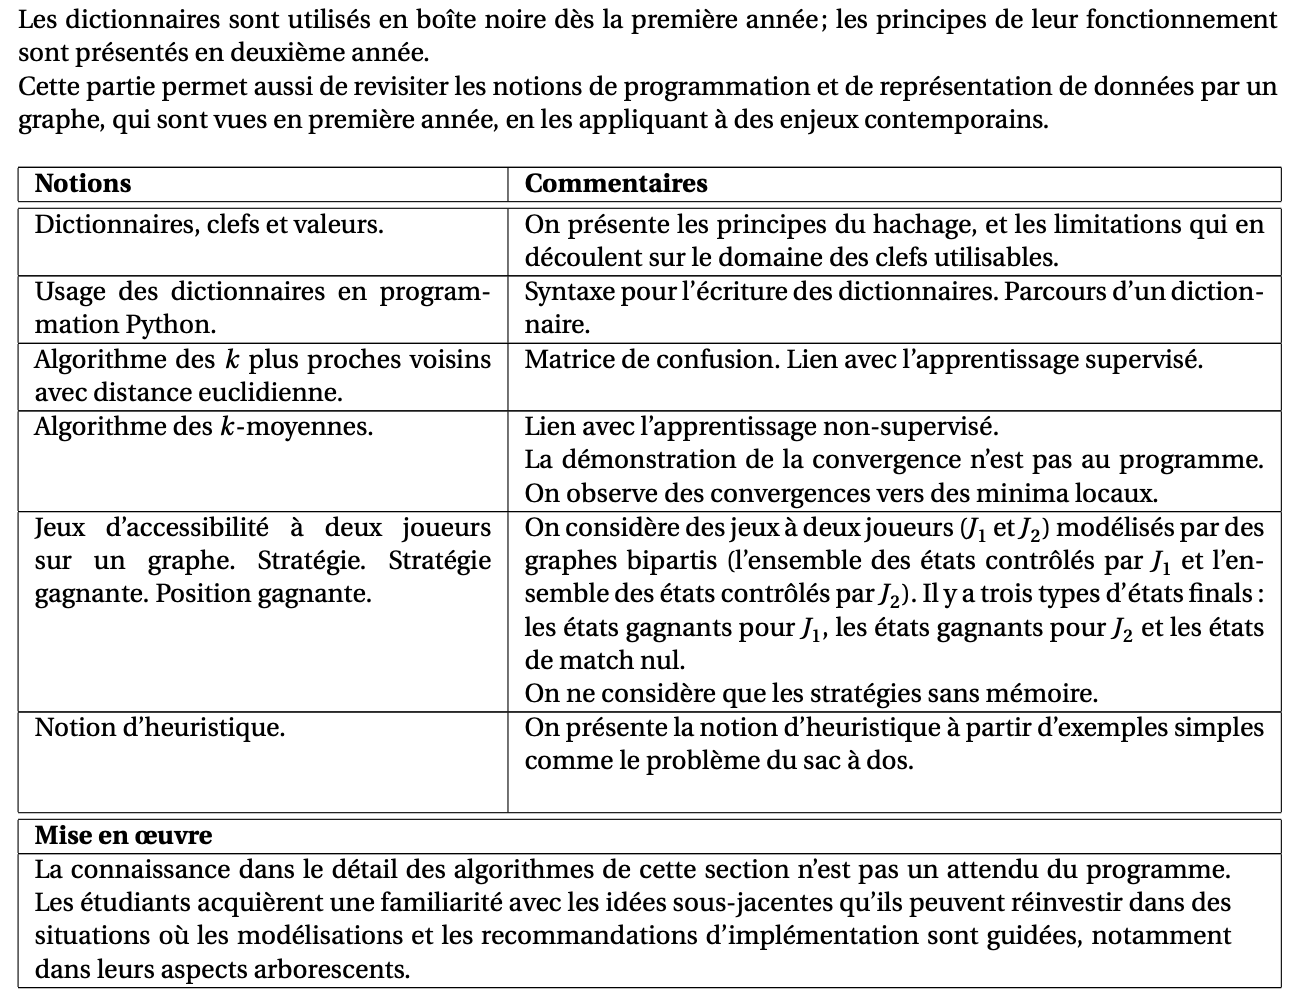 Les dictionnaires sont utilisés en boîte noire dès la première année; les principes de leur fonctionnement
sont présentés en deuxième année.
Cette partie permet aussi de revisiter les notions de programmation et de représentation de données par un
graphe, qui sont vues en première année, en les appliquant à des enjeux contemporains.
Notions
Commentaires
Dictionnaires, clefs et valeurs.
On présente les principes du hachage, et les limitations qui en
découlent sur le domaine des clefs utilisables.
Usage des dictionnaires en program-
mation Python.
Syntaxe pour l'écriture des dictionnaires. Parcours d'un diction-
naire.
Algorithme des k plus proches voisins
avec distance euclidienne.
Matrice de confusion. Lien avec l'apprentissage supervisé.
Algorithme des k-moyennes.
Lien avec l'apprentissage non-supervisé.
La démonstration de la convergence n'est pas au programme.
On observe des convergences vers des minima locaux.
Jeux d'accessibilité à deux joueurs
sur un graphe. Stratégie. Stratégie
gagnante. Position gagnante.
On considère des jeux à deux joueurs (J₁ et J₂) modélisés par des
graphes bipartis (l'ensemble des états contrôlés par J₁ et l'en-
semble des états contrôlés par J₂). Il y a trois types d'états finals :
les états gagnants pour J₁, les états gagnants pour J₂ et les états
de match nul.
On ne considère que les stratégies sans mémoire.
Notion d'heuristique.
On présente la notion d'heuristique à partir d'exemples simples
comme le problème du sac à dos.
Mise en œuvre
La connaissance dans le détail des algorithmes de cette section n'est pas un attendu du programme.
Les étudiants acquièrent une familiarité avec les idées sous-jacentes qu'ils peuvent réinvestir dans des
situations où les modélisations et les recommandations d'implémentation sont guidées, notamment
dans leurs aspects arborescents.